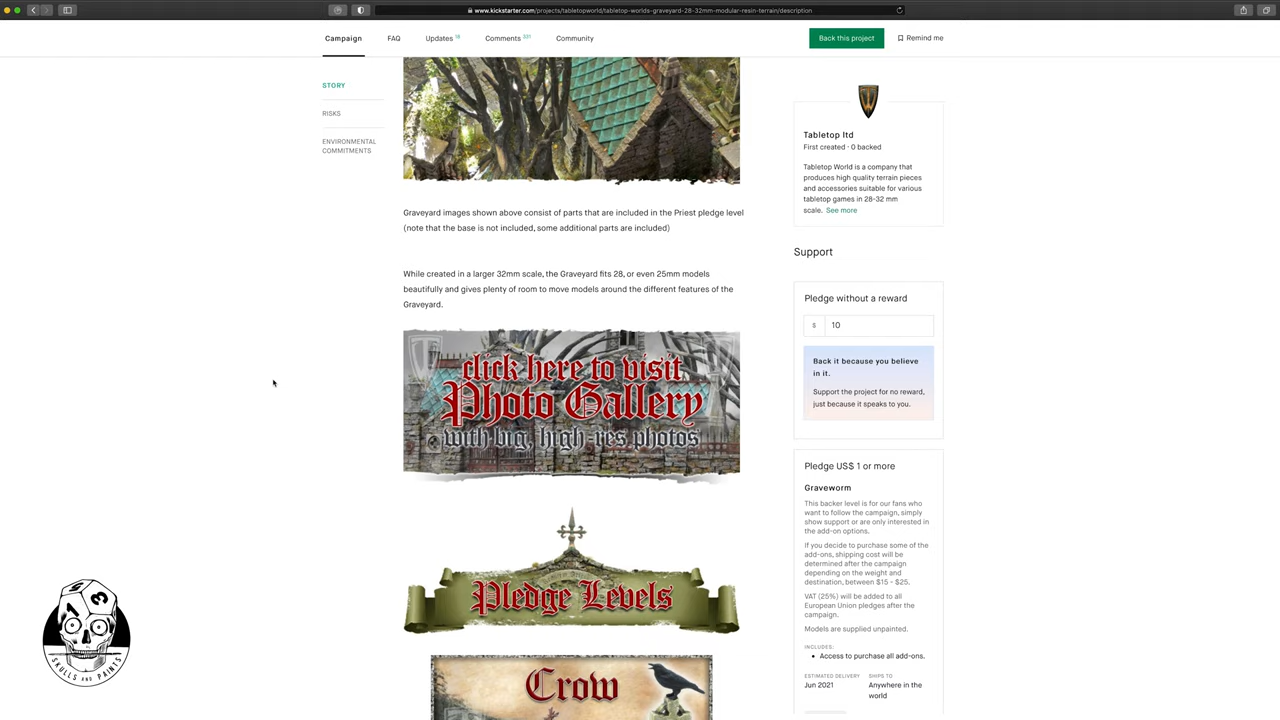 www.kickstarter.com/projects/tabletopworld/tabletop-worlds-graveyard-28-32mm-modular-resin-terrain/description
Campaign
FAQ
Updates 18
Comments 331
Community
Back this project
Remind me
STORY
RISKS
ENVIRONMENTAL
COMMITMENTS
Graveyard images shown above consist of parts that are included in the Priest pledge level
(note that the base is not included, some additional parts are included)
While created in a larger 32mm scale, the Graveyard fits 28, or even 25mm models
beautifully and gives plenty of room to move models around the different features of the
Graveyard.
click here to visit
Photo Gallery
with big, high-res photos
Pledge Levels
Crow
Tabletop ltd
First created · 0 backed
Tabletop World is a company that
produces high quality terrain pieces
and accessories suitable for various
tabletop games in 28-32 mm
scale. See more
Support
Pledge without a reward
$ 10
Back it because you believe
in it.
Support the project for no reward,
just because it speaks to you.
Pledge US$ 1 or more
Graveworm
This backer level is for our fans who
want to follow the campaign, simply
show support or are only interested in
the add-on options.
If you decide to purchase some of the
add-ons, shipping cost will be
determined after the campaign
depending on the weight and
destination, between $15 - $25.
VAT (25%) will be added to all
European Union pledges after the
campaign.
Models are supplied unpainted.
INCLUDES:
• Access to purchase all add-ons.
ESTIMATED DELIVERY
Jun 2021
SHIPS TO
Anywhere in the
world
SKULLS AND PAINTS